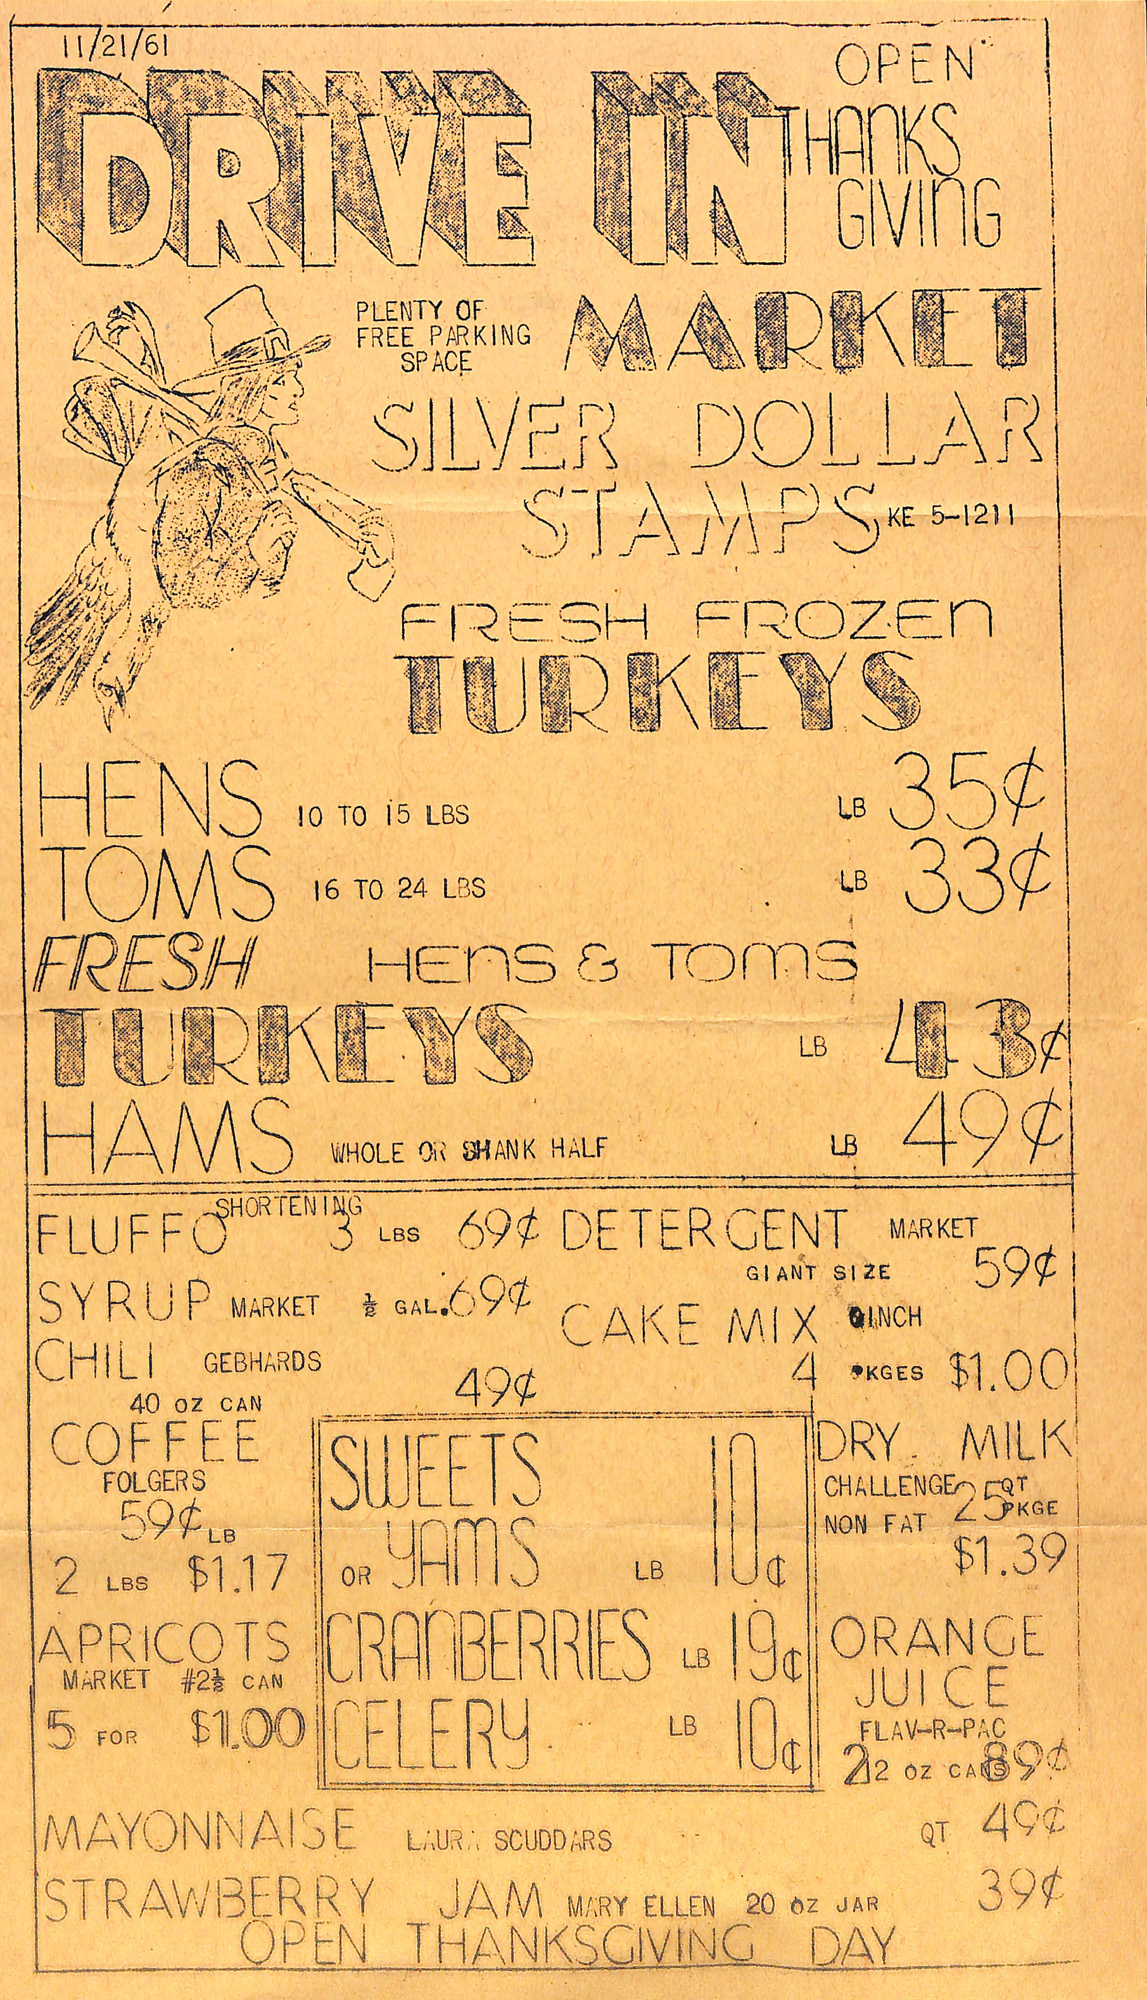 11/21/61
OPEN
DRIVE IN
THANKS
GIVING
PLENTY OF
FREE PARKING
SPACE
MARKET
SILVER DOLLAR
STAMPS KE 5-1211
FRESH FROZEN
TURKEYS
HENS 10 TO 15 LBS LB 35¢
TOMS 16 TO 24 LBS LB 33¢
FRESH HENS & TOMS
TURKEYS LB 43¢
HAMS WHOLE OR SHANK HALF LB 49¢
SHORTENING
FLUFFO 3 LBS 69¢
SYRUP MARKET ½ GAL. 69¢
CHILI GEBHARDS
40 OZ CAN 49¢
DETERGENT MARKET
GIANT SIZE 59¢
CAKE MIX
4 PKGES $1.00
COFFEE
FOLGERS
59¢ LB
2 LBS $1.17
APRICOTS
MARKET #2½ CAN
5 FOR $1.00
SWEETS
OR YAMS LB 10¢
CRANBERRIES LB 19¢
CELERY LB 10¢
DRY MILK
CHALLENGE 25 QT
NON FAT PKGE
$1.39
ORANGE
JUICE
FLAV-R-PAC
OZ CANS 89¢
MAYONNAISE LAURA SCUDDARS QT 49¢
STRAWBERRY JAM MARY ELLEN 20 OZ JAR 39¢
OPEN THANKSGIVING DAY